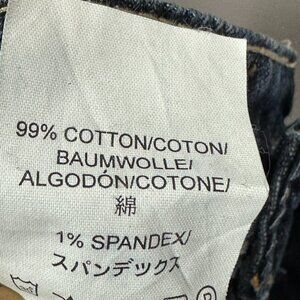 99% COTTON/COTON/
BAUMWOLLE/
ALGODÓN/COTONE/
綿
1% SPANDEX/
スパンデックス